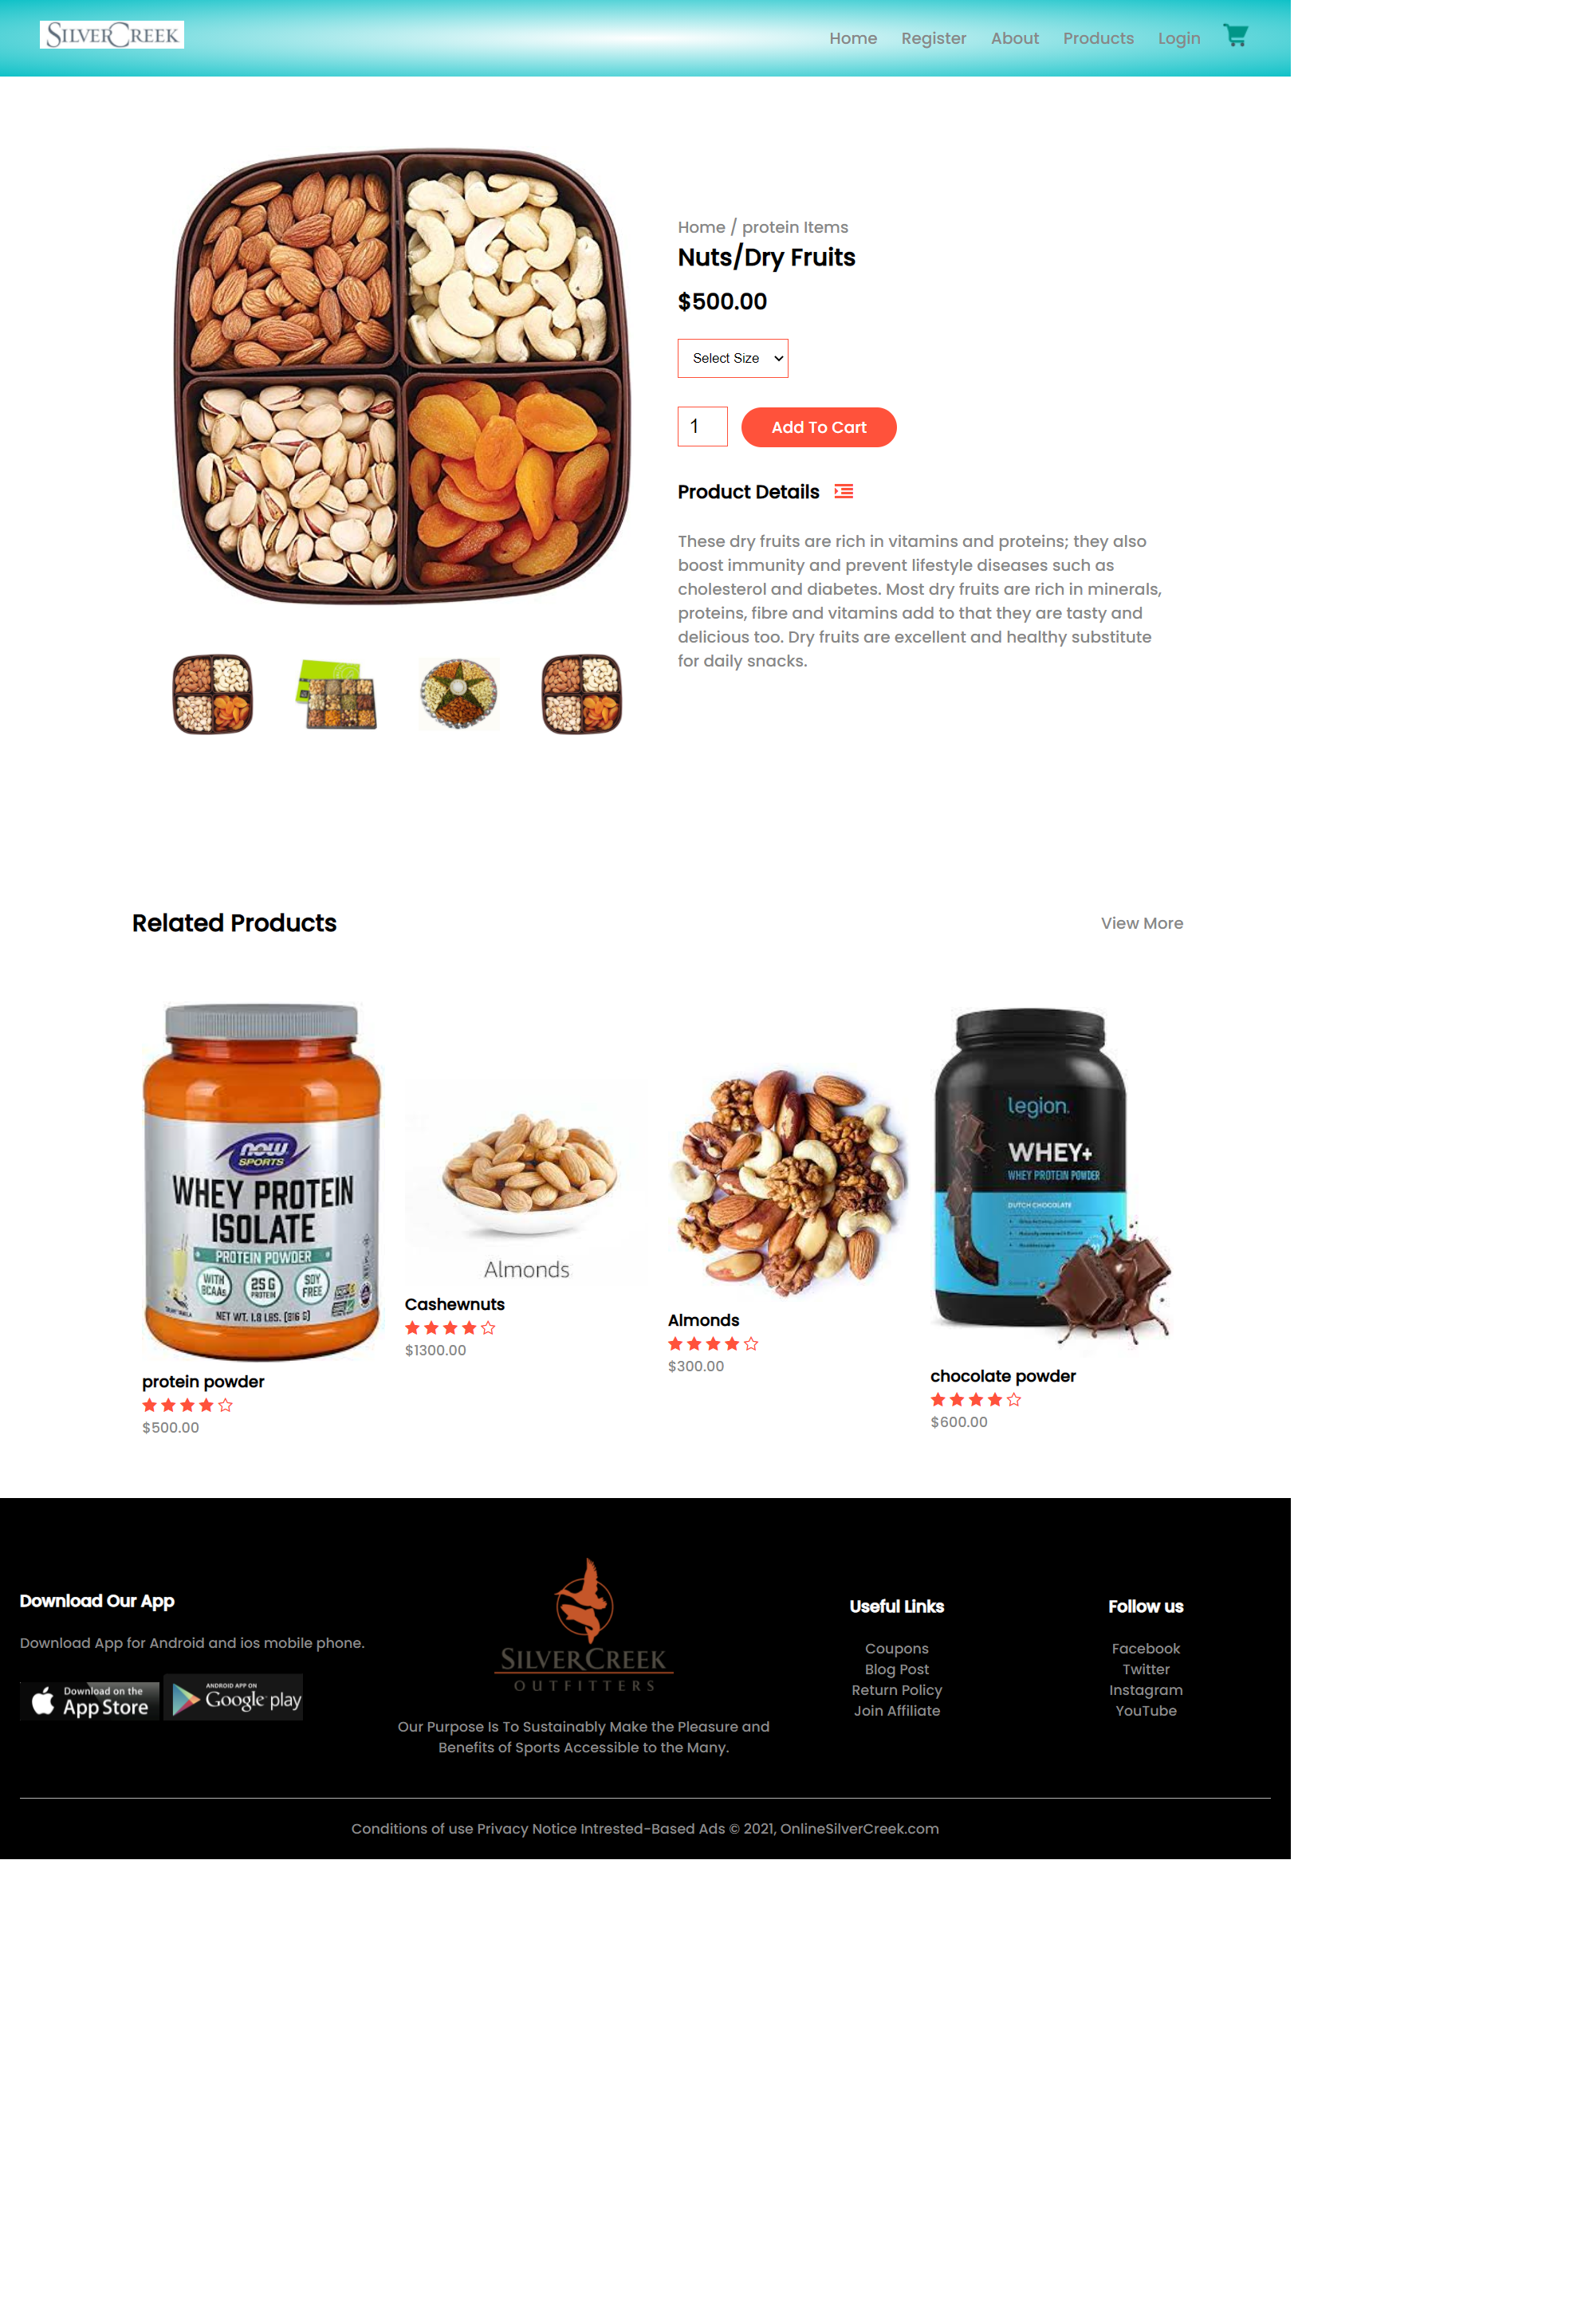 SILVERCREEK
Home Register About Products Login
Home / protein Items
Nuts/Dry Fruits
$500.00
Select Size
1
Add To Cart
Product Details
These dry fruits are rich in vitamins and proteins; they also
boost immunity and prevent lifestyle diseases such as
cholesterol and diabetes. Most dry fruits are rich in minerals,
proteins, fibre and vitamins add to that they are tasty and
delicious too. Dry fruits are excellent and healthy substitute
for daily snacks.
Related Products
View More
NOW
SPORTS
WHEY PROTEIN
ISOLATE
PROTEIN POWDER
WITH
BCAAs
25 G
PROTEIN
SOY
FREE
NET WT. 1.8 LBS. (816 G)
protein powder
$500.00
Almonds
Cashewnuts
$1300.00
Almonds
$300.00
legion.
WHEY+
WHEY PROTEIN POWDER
DUTCH CHOCOLATE
chocolate powder
$600.00
Download Our App
Download App for Android and ios mobile phone.
Download on the
App Store
ANDROID APP ON
Google play
SILVERCREEK
OUTFITTERS
Our Purpose Is To Sustainably Make the Pleasure and
Benefits of Sports Accessible to the Many.
Useful Links
Coupons
Blog Post
Return Policy
Join Affiliate
Follow us
Facebook
Twitter
Instagram
YouTube
Conditions of use Privacy Notice Intrested-Based Ads © 2021, OnlineSilverCreek.com